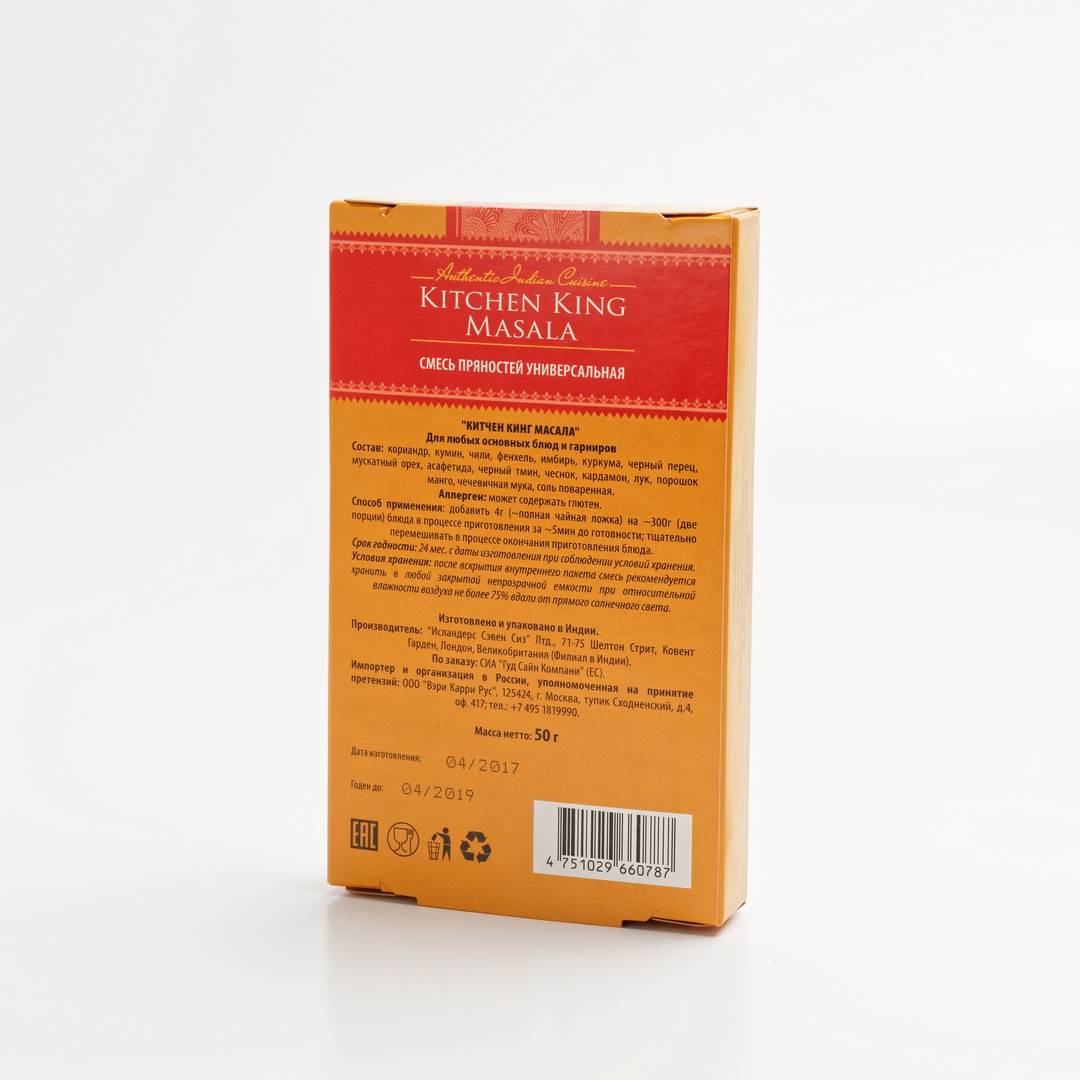 Authentic Indian Cuisine
KITCHEN KING
MASALA
СМЕСЬ ПРЯНОСТЕЙ УНИВЕРСАЛЬНАЯ
"КИТЧЕН КИНГ МАСАЛА"
Для любых основных блюд и гарниров
Состав: кориандр, кумин, чили, фенхель, имбирь, куркума, черный перец,
мускатный орех, асафетида, черный тмин, чеснок, кардамон, лук, порошок
манго, чечевичная мука, соль поваренная.
Аллерген: может содержать глютен.
Способ применения: добавить 4г (~полная чайная ложка) на ~300г (две
порции) блюда в процессе приготовления за ~5мин до готовности; тщательно
перемешивать в процессе окончания приготовления блюда.
Срок годности: 24 мес. с даты изготовления при соблюдении условий хранения.
Условия хранения: после вскрытия внутреннего пакета смесь рекомендуется
хранить в любой закрытой непрозрачной емкости при относительной
влажности воздуха не более 75% вдали от прямого солнечного света.
Изготовлено и упаковано в Индии.
Производитель: "Исландерс Сэвен Сиз" Лтд., 71-75 Шелтон Стрит, Ковент
Гарден, Лондон, Великобритания (Филиал в Индии).
По заказу: СИА "Гуд Сайн Компани" (ЕС).
Импортер и организация в России, уполномоченная на принятие
претензий: ООО "Вэри Карри Рус", 125424, г. Москва, тупик Сходненский, д.4,
оф. 417; тел.: +7 495 1819990.
Масса нетто: 50 г
Дата изготовления: 04/2017
Годен до: 04/2019
EAC
4 751029 660787